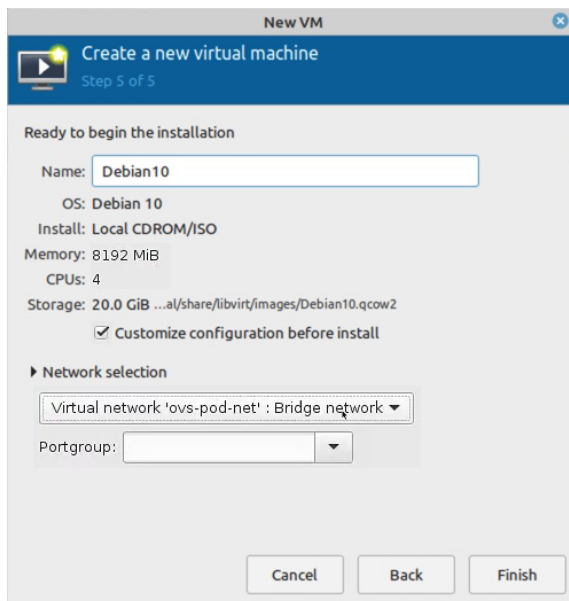 New VM
Create a new virtual machine
Step 5 of 5
Ready to begin the installation
Name: Debian10
OS: Debian 10
Install: Local CDROM/ISO
Memory: 8192 MiB
CPUs: 4
Storage: 20.0 GiB ...al/share/libvirt/images/Debian10.qcow2
Customize configuration before install
Network selection
Virtual network 'ovs-pod-net' : Bridge network
Portgroup:
Cancel Back Finish